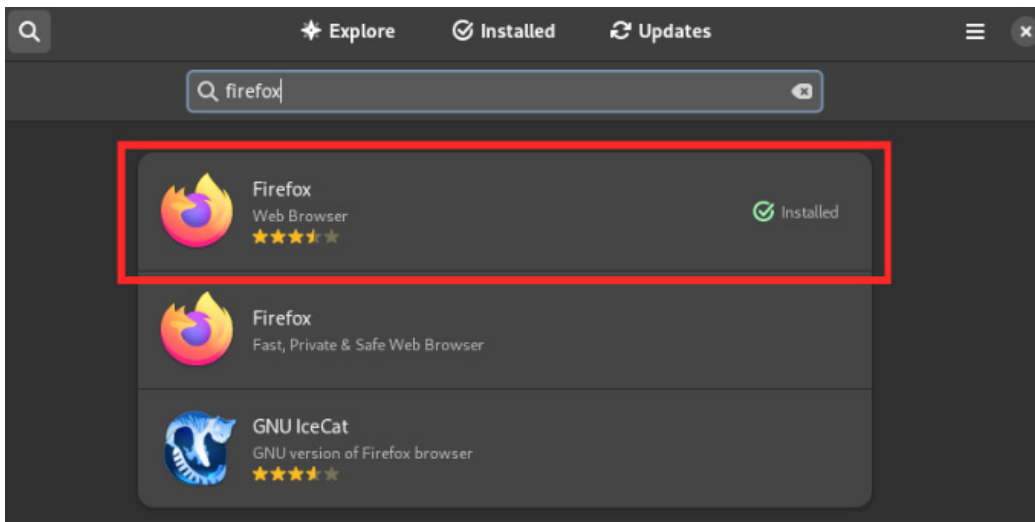 Explore Installed Updates
firefox
Firefox
Web Browser
Installed
Firefox
Fast, Private & Safe Web Browser
GNU IceCat
GNU version of Firefox browser